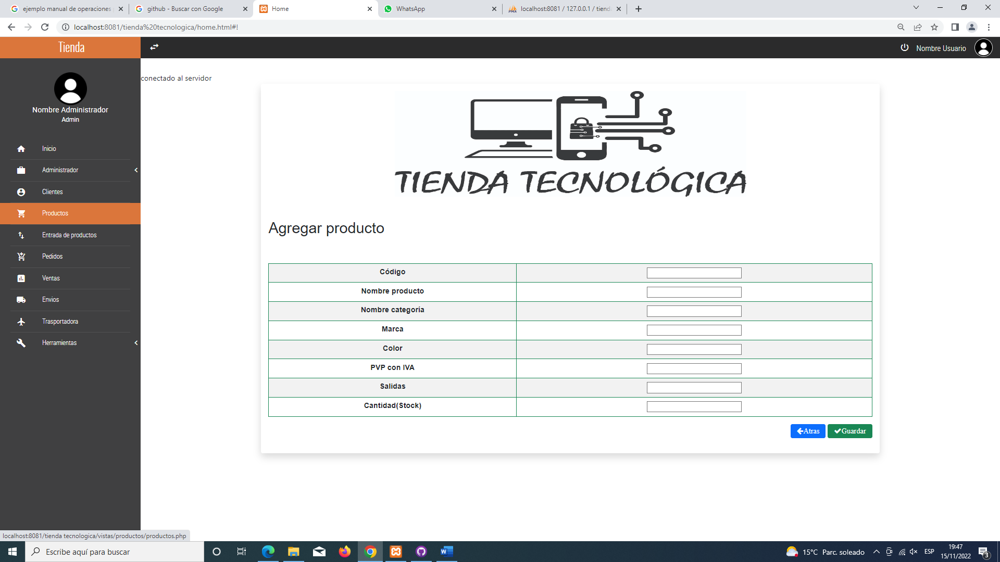 ejemplo manual de operaciones
github - Buscar con Google
Home
WhatsApp
localhost:8081 / 127.0.0.1 / tiend
localhost:8081/tienda%20tecnologica/home.html#!
Tienda
Nombre Usuario
conectado al servidor
Nombre Administrador
Admin
Inicio
Administrador
Clientes
Productos
Entrada de productos
Pedidos
Ventas
Envios
Trasportadora
Herramientas
TIENDA TECNOLÓGICA
Agregar producto
Código
Nombre producto
Nombre categoría
Marca
Color
PVP con IVA
Salidas
Cantidad(Stock)
Atras
Guardar
localhost:8081/tienda tecnologica/vistas/productos/productos.php
Escribe aquí para buscar
15°C Parc. soleado
ESP
19:47
15/11/2022
3